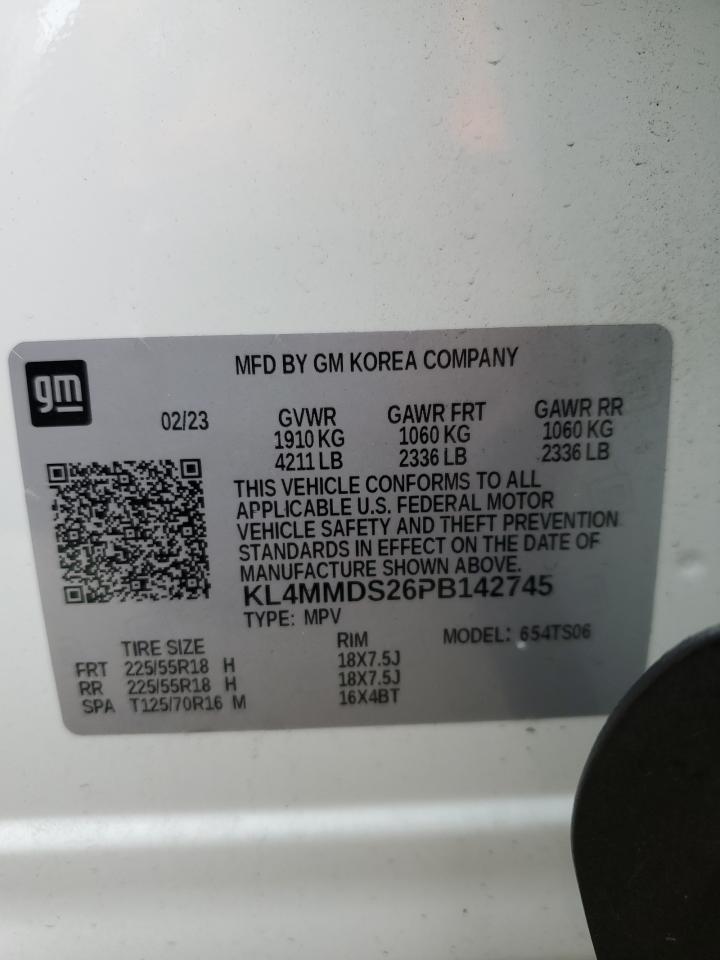 gm
MFD BY GM KOREA COMPANY
02/23
GVWR GAWR FRT GAWR RR
1910 KG 1060 KG 1060 KG
4211 LB 2336 LB 2336 LB
THIS VEHICLE CONFORMS TO ALL
APPLICABLE U.S. FEDERAL MOTOR
VEHICLE SAFETY AND THEFT PREVENTION
STANDARDS IN EFFECT ON THE DATE OF
MANUFACTURE SHOWN ABOVE.
KL4MMDS26PB142745
TYPE: MPV MODEL: 654TS06
TIRE SIZE RIM
FRT 225/55R18 H 18X7.5J
RR 225/55R18 H 18X7.5J
SPA T125/70R16 M 16X4BT